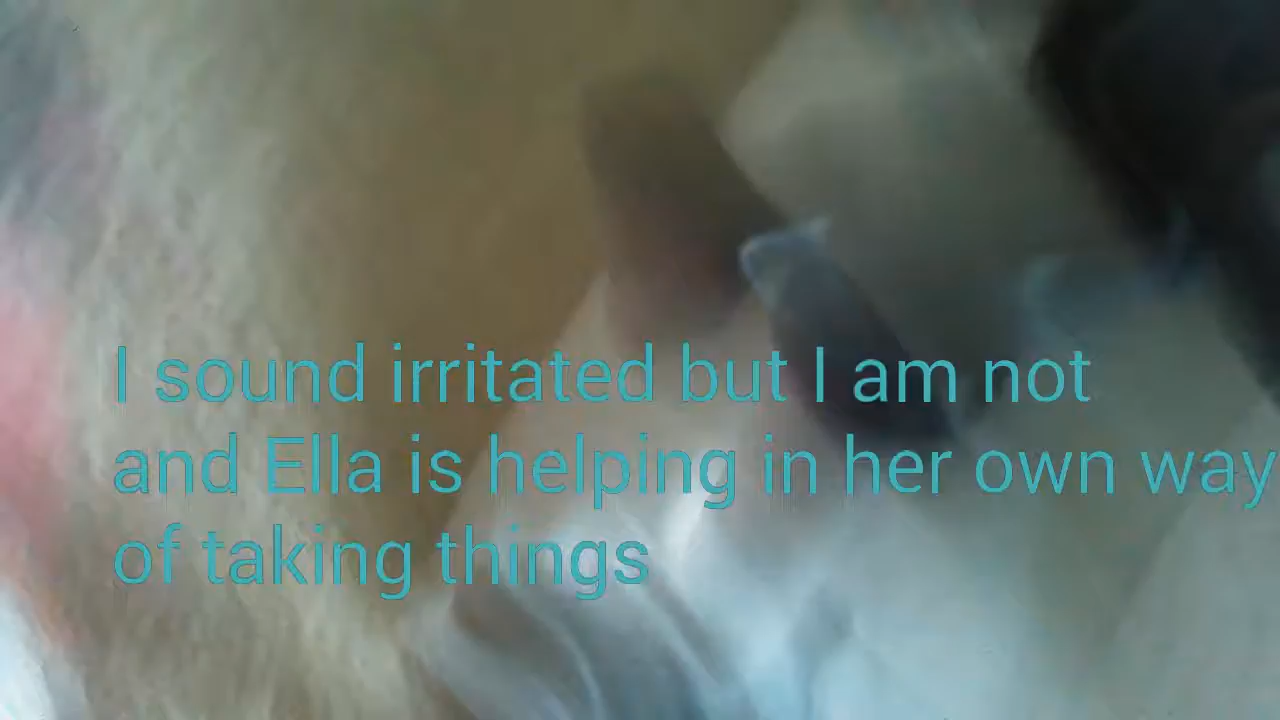 I sound irritated but I am not
and Ella is helping in her own way
of taking things